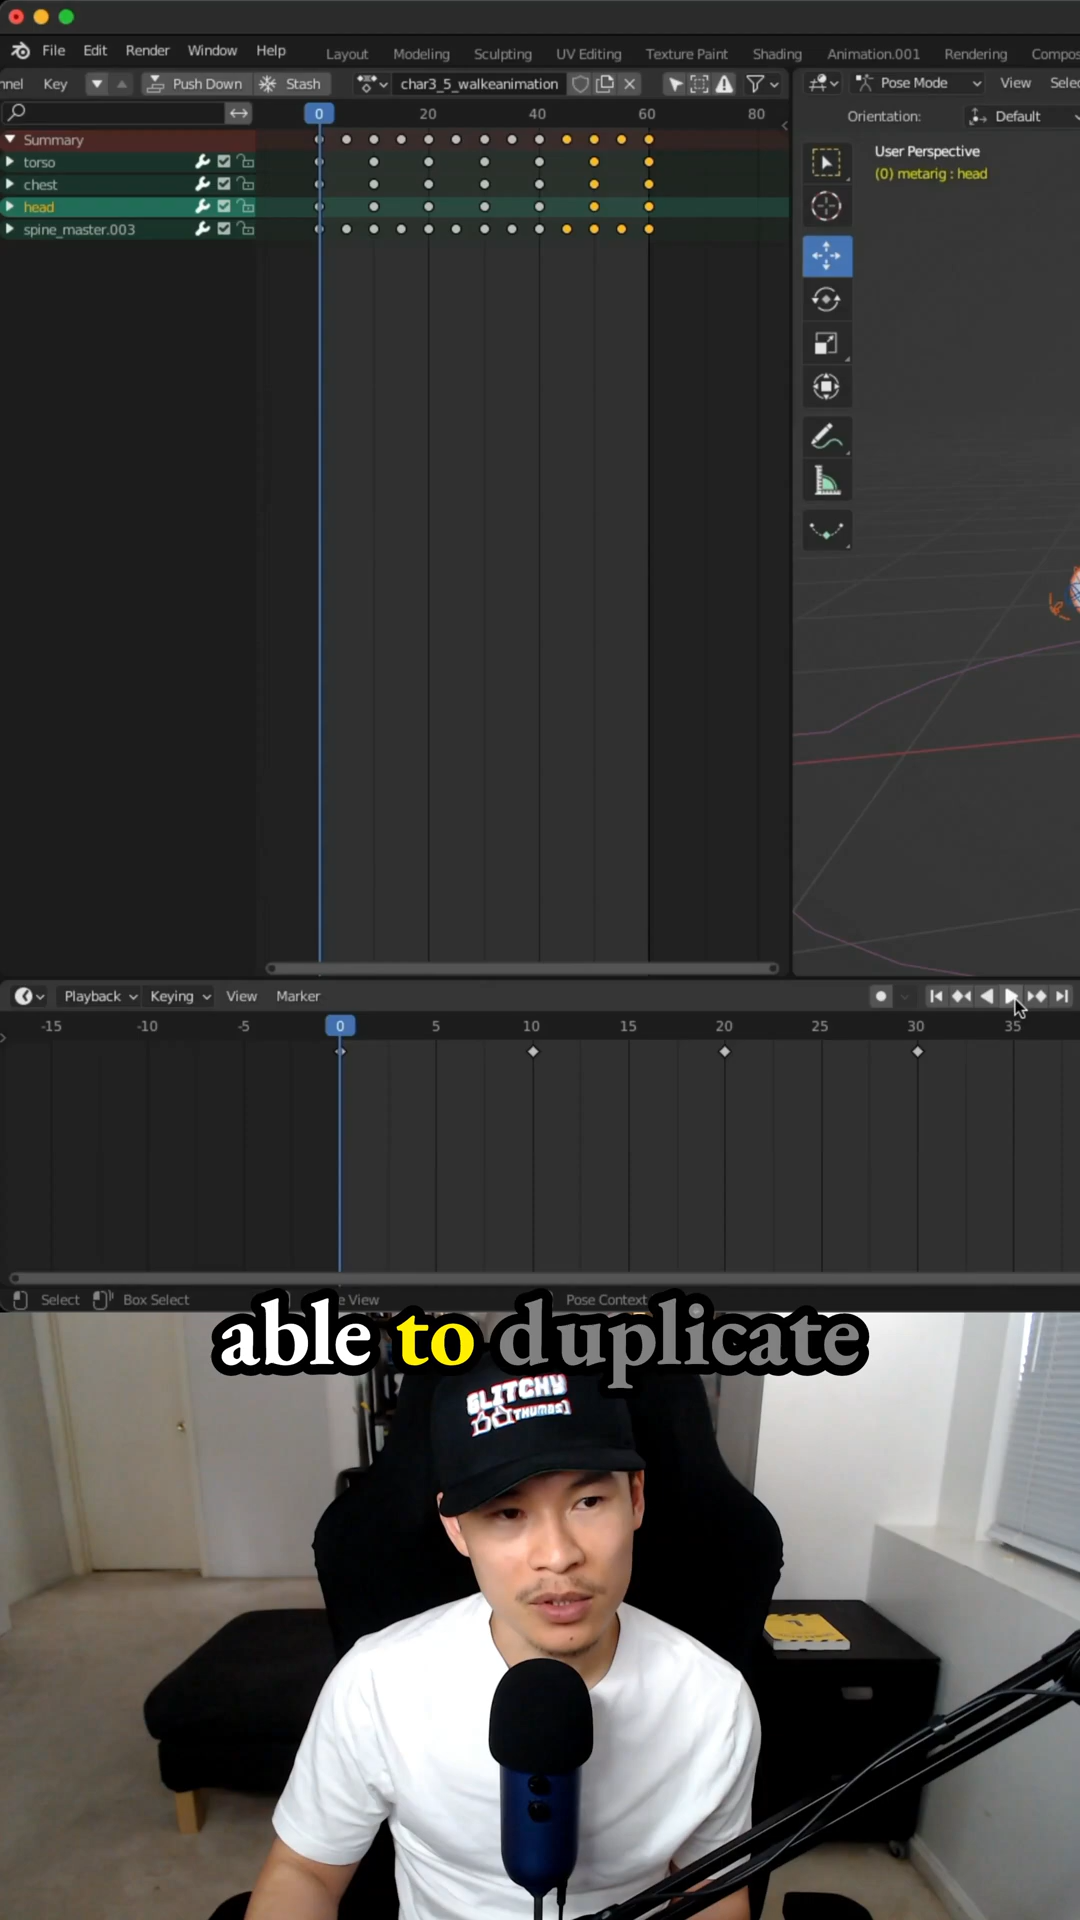 File Edit Render Window Help Layout Modeling Sculpting UV Editing Texture Paint Shading Animation.001 Rendering Compos
nnel Key Push Down Stash char3_5_walkeanimation Pose Mode View Selec
0 20 40 60 80
Orientation: Default
Summary
torso
chest
head
spine_master.003
User Perspective
(0) metarig : head
Playback Keying View Marker
-15 -10 -5 0 5 10 15 20 25 30 35
Select Box Select e View Pose Context
able to duplicate
GLITCHY
[THUMBS]